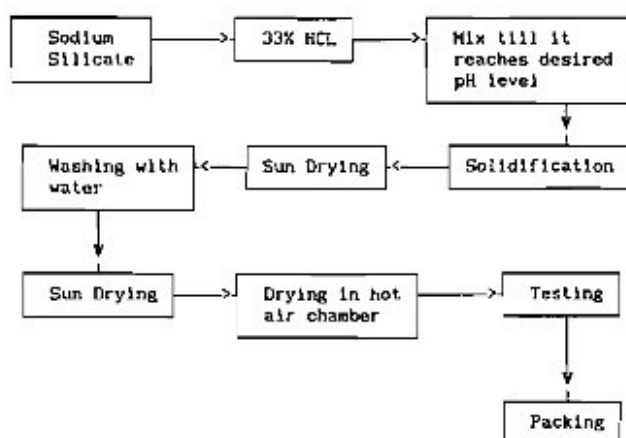 Sodium
Silicate
33% HCL
Mix till it
reaches desired
pH level
Solidification
Sun Drying
Washing with
water
Sun Drying
Drying in hot
air chamber
Testing
Packing